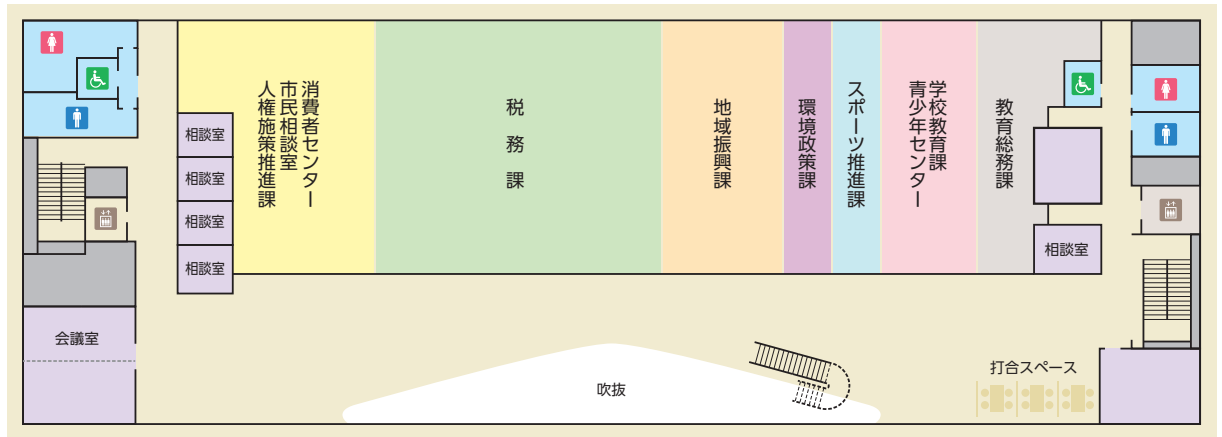 消費者センター
市民相談室
人権施策推進課
税務課
地域振興課
環境政策課
スポーツ推進課
学校教育課
青少年センター
教育総務課
相談室
相談室
相談室
相談室
相談室
会議室
吹抜
打合スペース